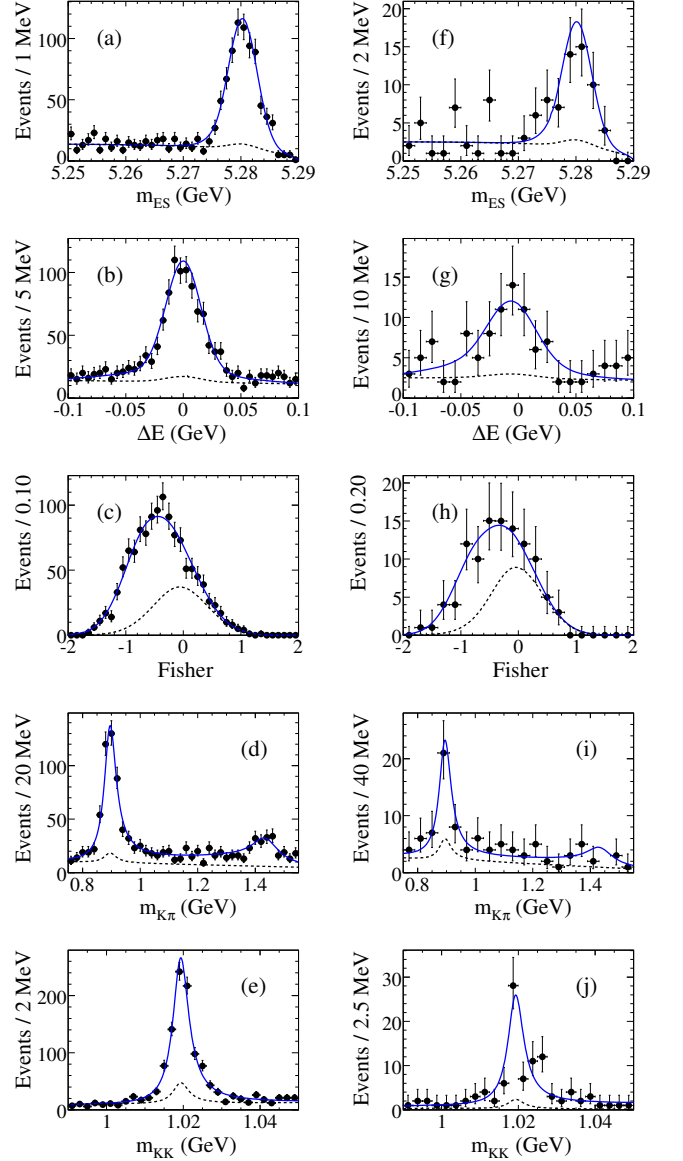 Events / 1 MeV
100
50
0
(a)
5.25 5.26 5.27 5.28 5.29
m_ES (GeV)
Events / 2 MeV
20
15
10
5
0
(f)
5.25 5.26 5.27 5.28 5.29
m_ES (GeV)
Events / 5 MeV
100
50
0
(b)
-0.1 -0.05 0 0.05 0.1
ΔE (GeV)
Events / 10 MeV
15
10
5
0
(g)
-0.1 -0.05 0 0.05 0.1
ΔE (GeV)
Events / 0.10
100
50
0
(c)
-2 -1 0 1 2
Fisher
Events / 0.20
20
15
10
5
0
(h)
-2 -1 0 1 2
Fisher
Events / 20 MeV
150
100
50
0
(d)
0.8 1 1.2 1.4
m_Kπ (GeV)
Events / 40 MeV
20
10
0
(i)
0.8 1 1.2 1.4
m_Kπ (GeV)
Events / 2 MeV
200
100
0
(e)
1 1.02 1.04
m_KK (GeV)
Events / 2.5 MeV
30
20
10
0
(j)
1 1.02 1.04
m_KK (GeV)